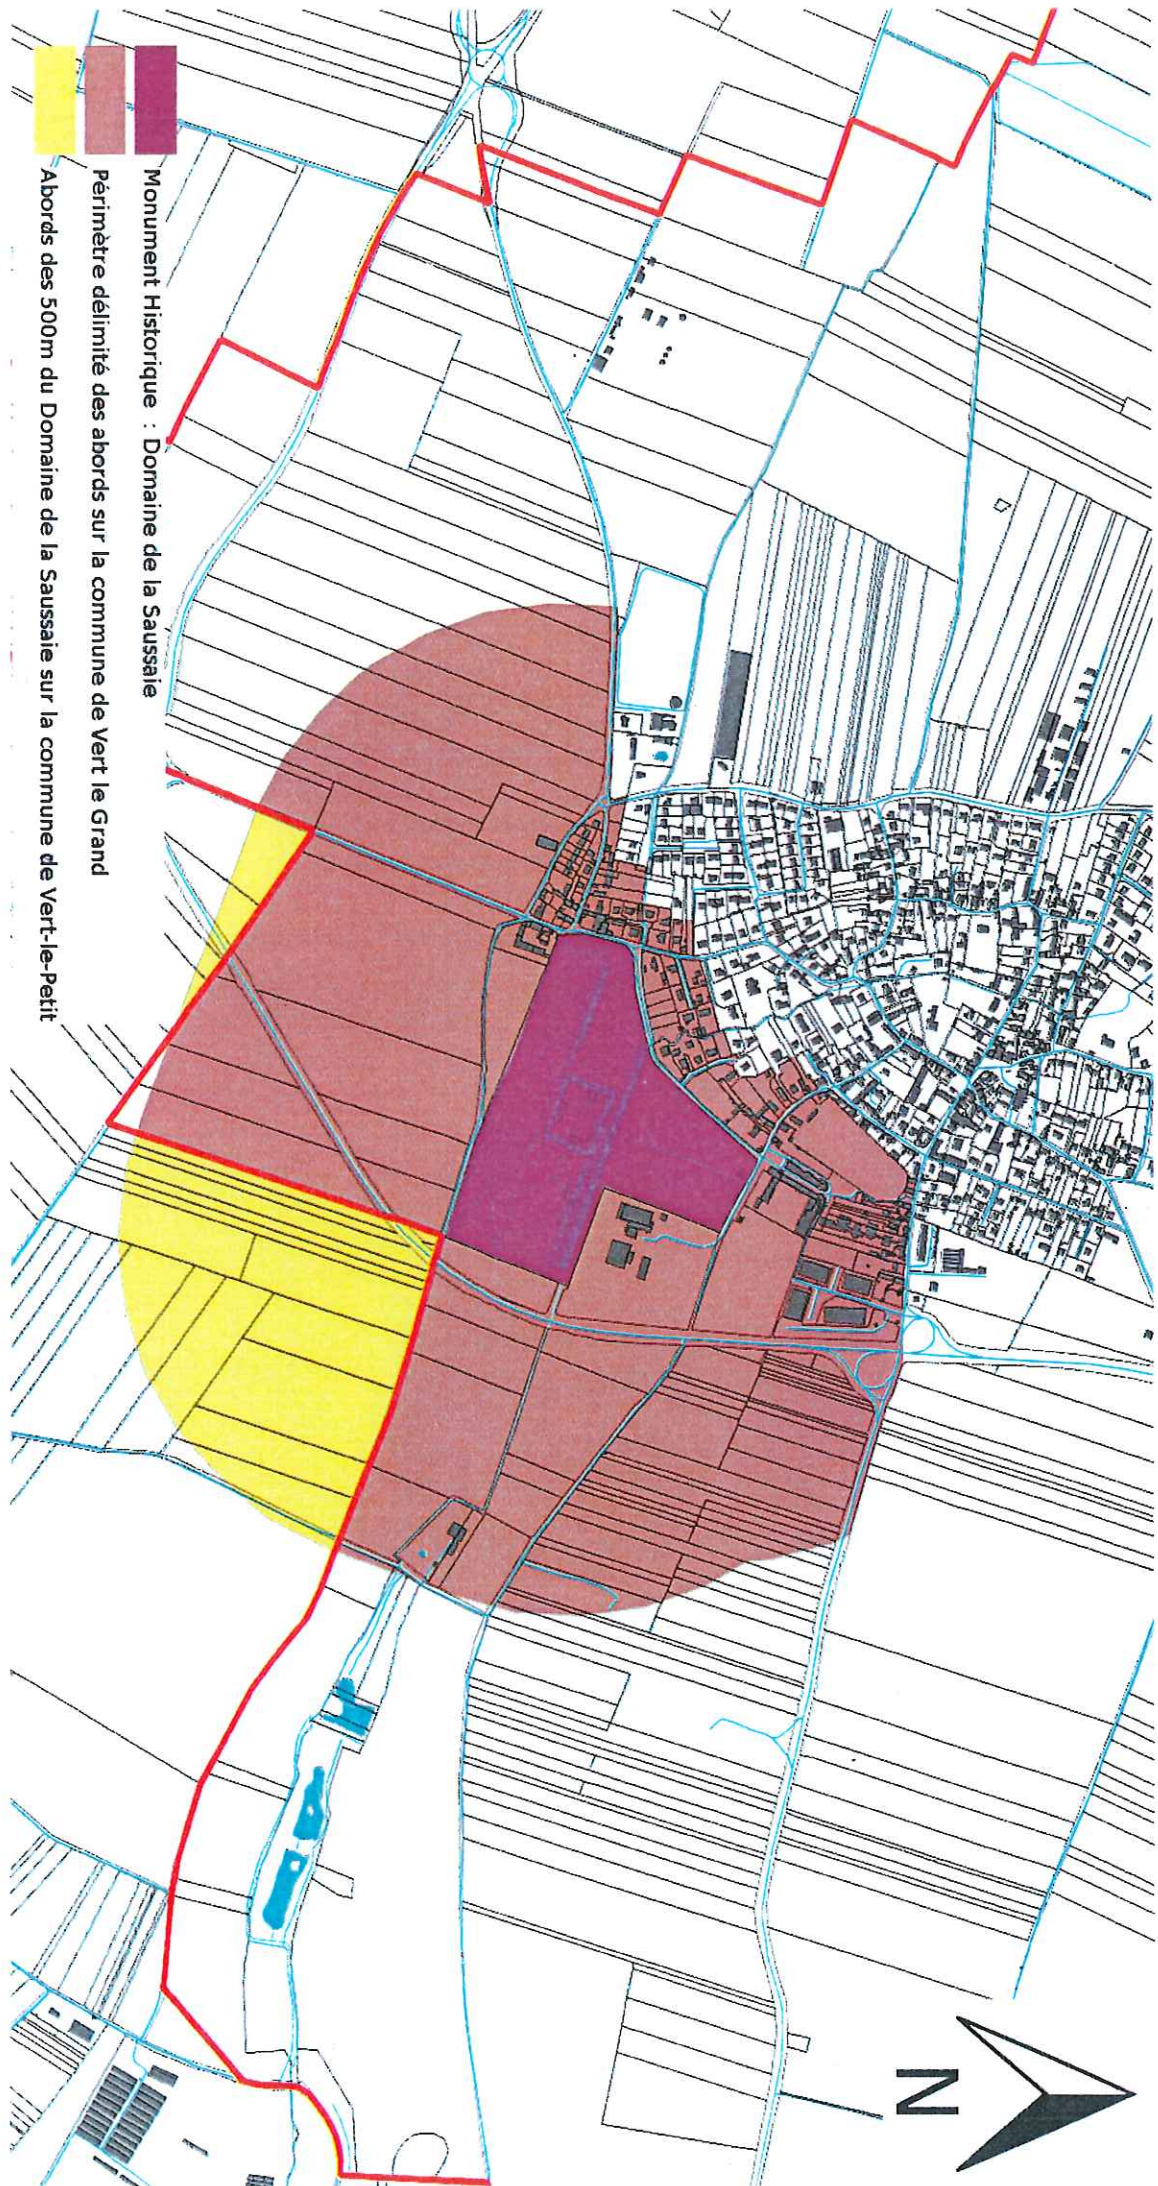 Monument Historique : Domaine de la Saussaie
Périmètre délimité des abords sur la commune de Vert le Grand
Abords des 500m du Domaine de la Saussaie sur la commune de Vert-le-Petit
N